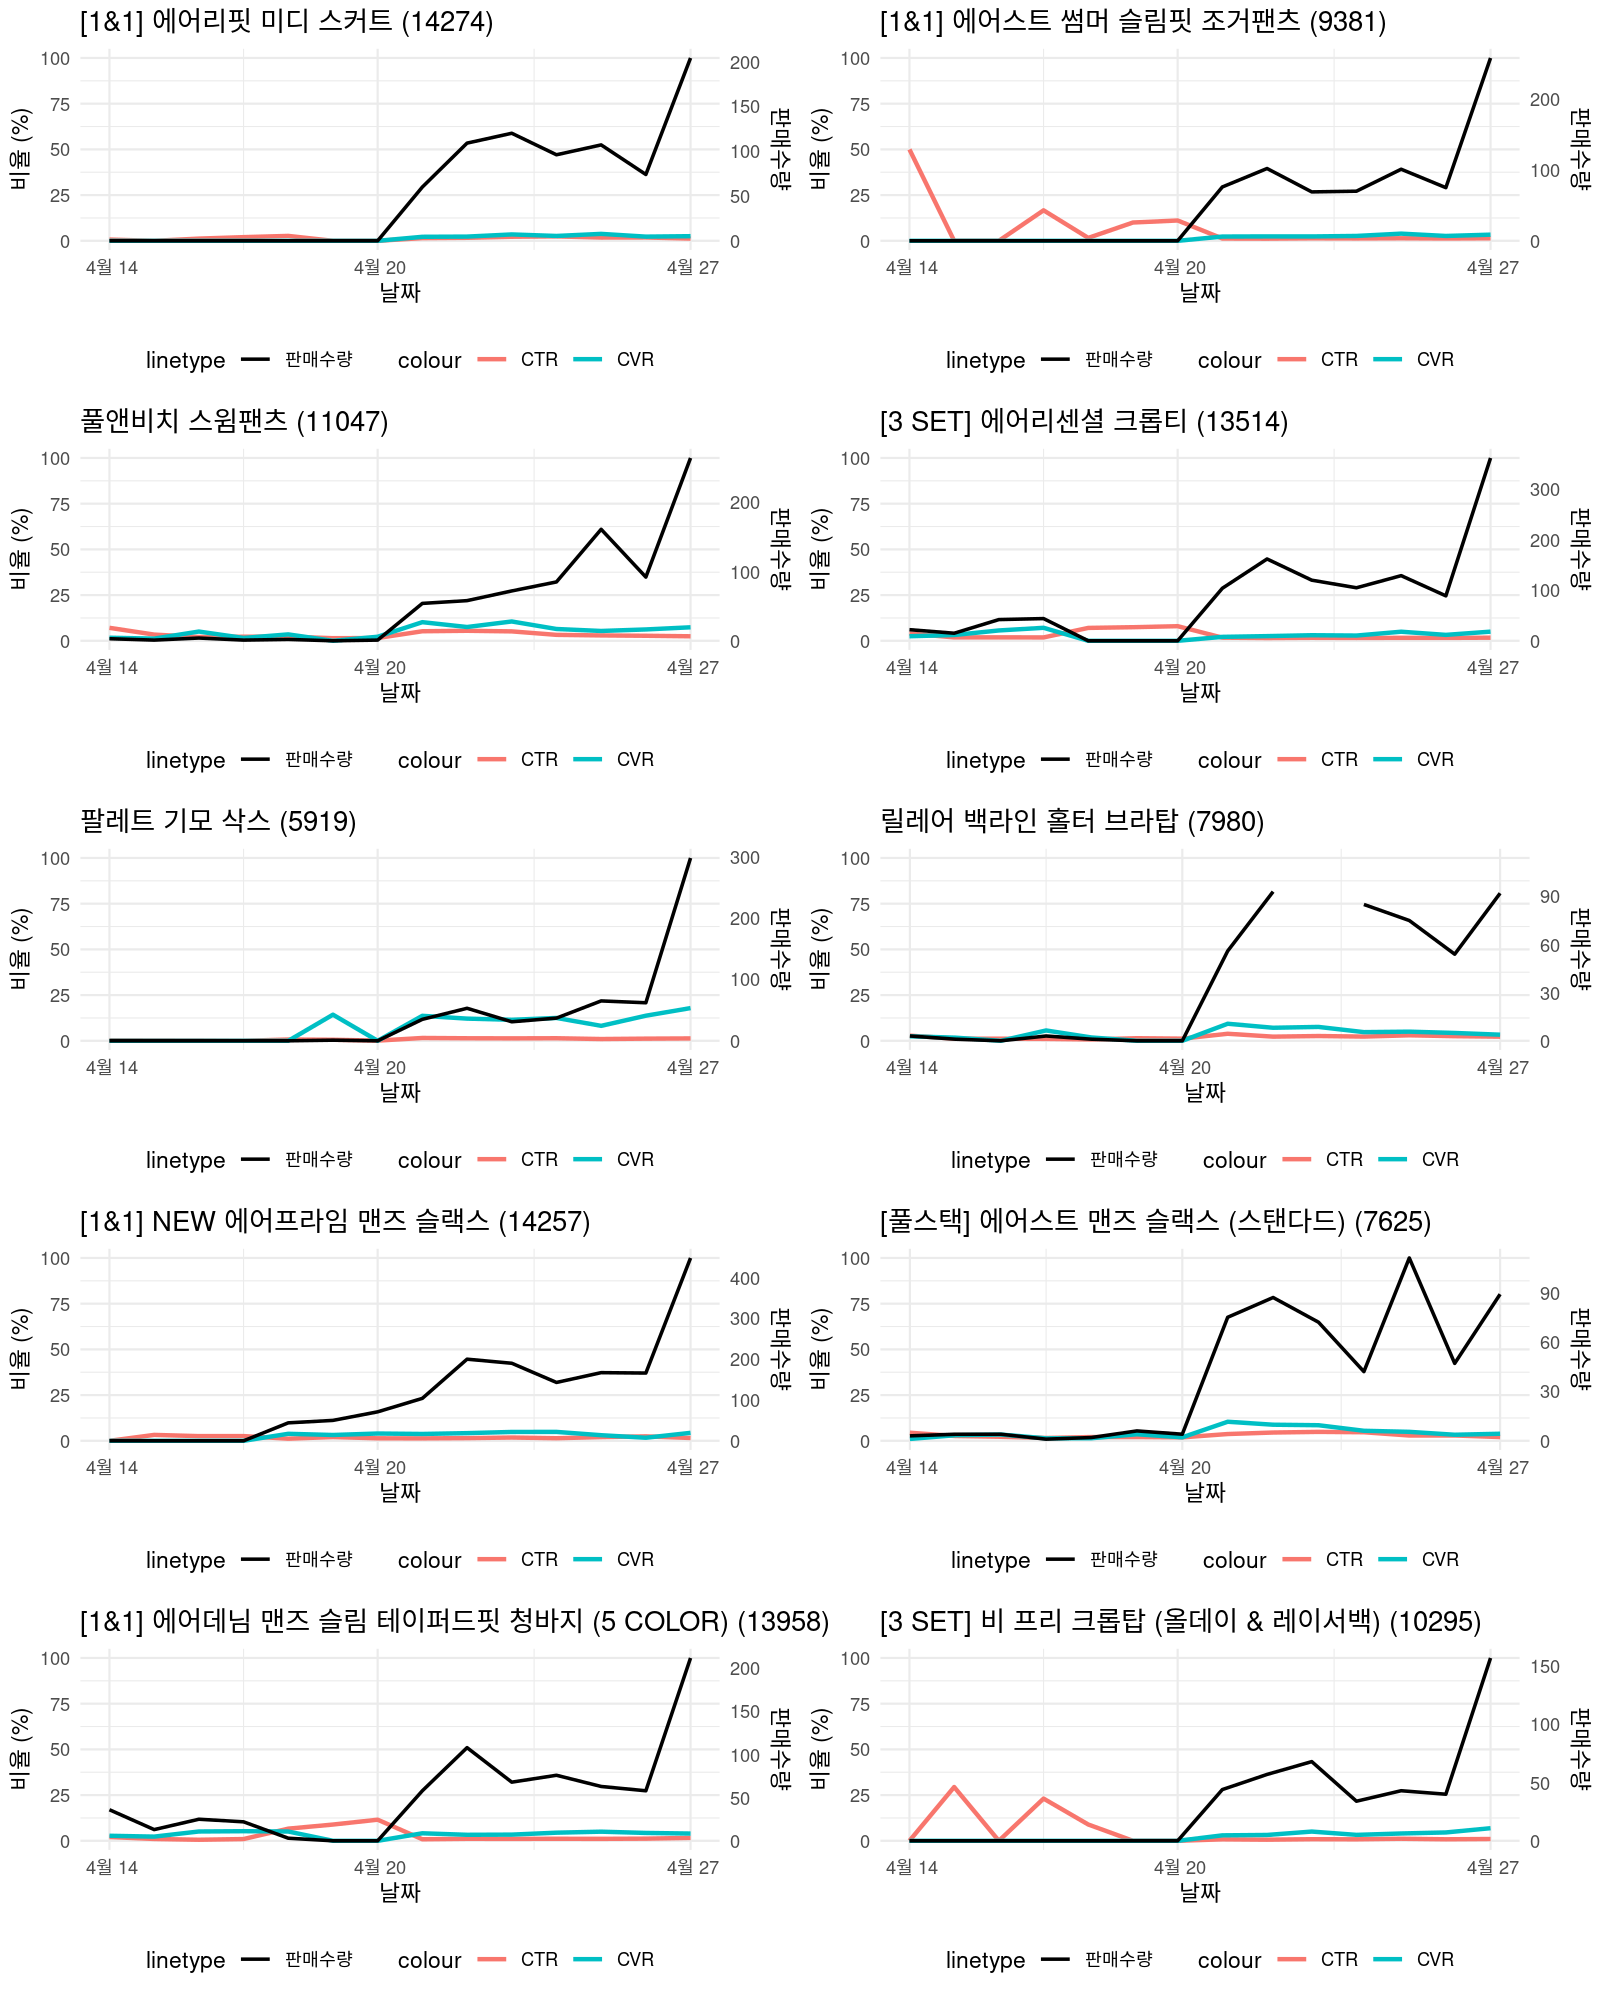 [1&1] 에어리핏 미디 스커트 (14274)
100
75
50
25
0
비율 (%)
200
150
100
50
0
판매수량
4월 14
4월 20
4월 27
날짜
linetype 판매수량 colour CTR CVR
[1&1] 에어스트 썸머 슬림핏 조거팬츠 (9381)
100
75
50
25
0
비율 (%)
200
100
0
판매수량
4월 14
4월 20
4월 27
날짜
linetype 판매수량 colour CTR CVR
풀앤비치 스윔팬츠 (11047)
100
75
50
25
0
비율 (%)
200
100
0
판매수량
4월 14
4월 20
4월 27
날짜
linetype 판매수량 colour CTR CVR
[3 SET] 에어리센셜 크롭티 (13514)
100
75
50
25
0
비율 (%)
300
200
100
0
판매수량
4월 14
4월 20
4월 27
날짜
linetype 판매수량 colour CTR CVR
팔레트 기모 삭스 (5919)
100
75
50
25
0
비율 (%)
300
200
100
0
판매수량
4월 14
4월 20
4월 27
날짜
linetype 판매수량 colour CTR CVR
릴레어 백라인 홀터 브라탑 (7980)
100
75
50
25
0
비율 (%)
90
60
30
0
판매수량
4월 14
4월 20
4월 27
날짜
linetype 판매수량 colour CTR CVR
[1&1] NEW 에어프라임 맨즈 슬랙스 (14257)
100
75
50
25
0
비율 (%)
400
300
200
100
0
판매수량
4월 14
4월 20
4월 27
날짜
linetype 판매수량 colour CTR CVR
[풀스택] 에어스트 맨즈 슬랙스 (스탠다드) (7625)
100
75
50
25
0
비율 (%)
90
60
30
0
판매수량
4월 14
4월 20
4월 27
날짜
linetype 판매수량 colour CTR CVR
[1&1] 에어데님 맨즈 슬림 테이퍼드핏 청바지 (5 COLOR) (13958)
100
75
50
25
0
비율 (%)
200
150
100
50
0
판매수량
4월 14
4월 20
4월 27
날짜
linetype 판매수량 colour CTR CVR
[3 SET] 비 프리 크롭탑 (올데이 & 레이서백) (10295)
100
75
50
25
0
비율 (%)
150
100
50
0
판매수량
4월 14
4월 20
4월 27
날짜
linetype 판매수량 colour CTR CVR